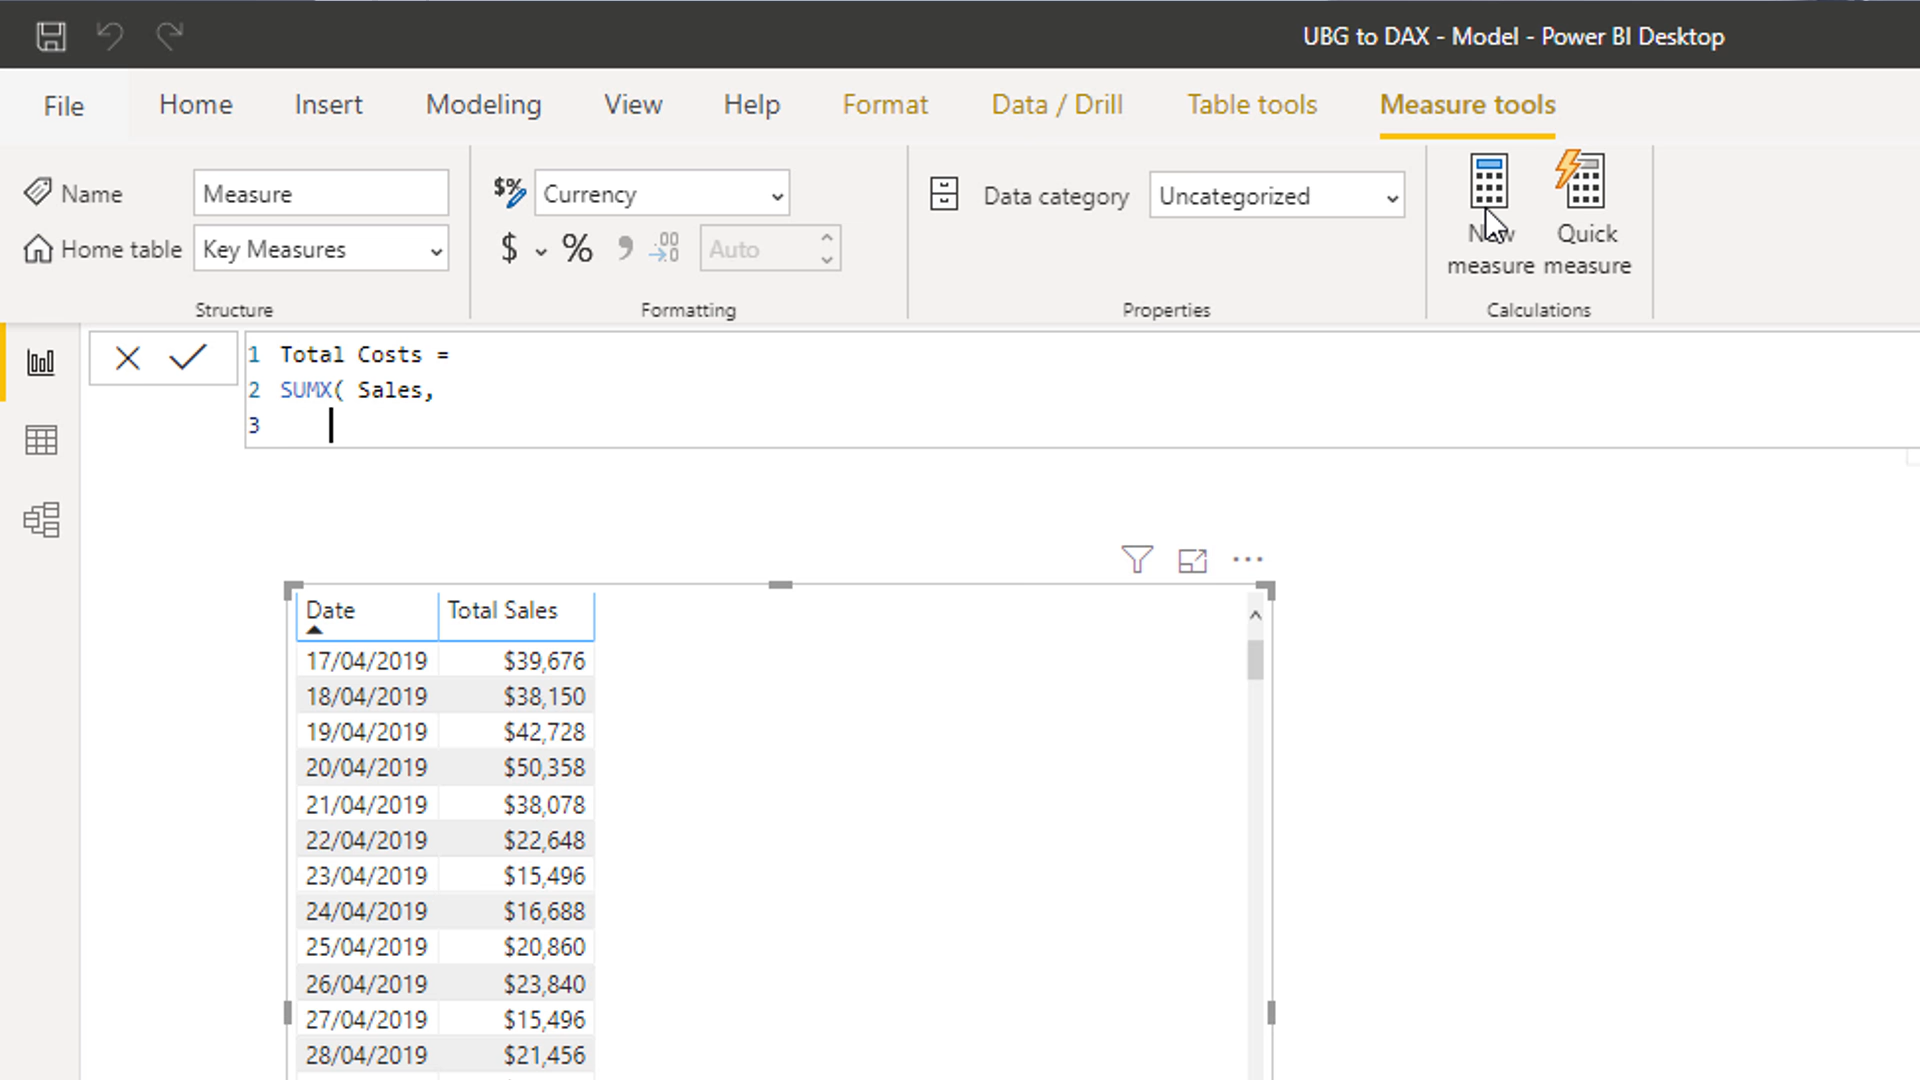 UBG to DAX - Model - Power BI Desktop
File Home Insert Modeling View Help Format Data / Drill Table tools Measure tools
Name Measure
Home table Key Measures
Structure
$% Currency
$ % , .00 →.0 Auto
Formatting
Data category Uncategorized
Properties
New measure
Quick measure
Calculations
1 Total Costs =
2 SUMX( Sales,
3
Date Total Sales
17/04/2019 $39,676
18/04/2019 $38,150
19/04/2019 $42,728
20/04/2019 $50,358
21/04/2019 $38,078
22/04/2019 $22,648
23/04/2019 $15,496
24/04/2019 $16,688
25/04/2019 $20,860
26/04/2019 $23,840
27/04/2019 $15,496
28/04/2019 $21,456